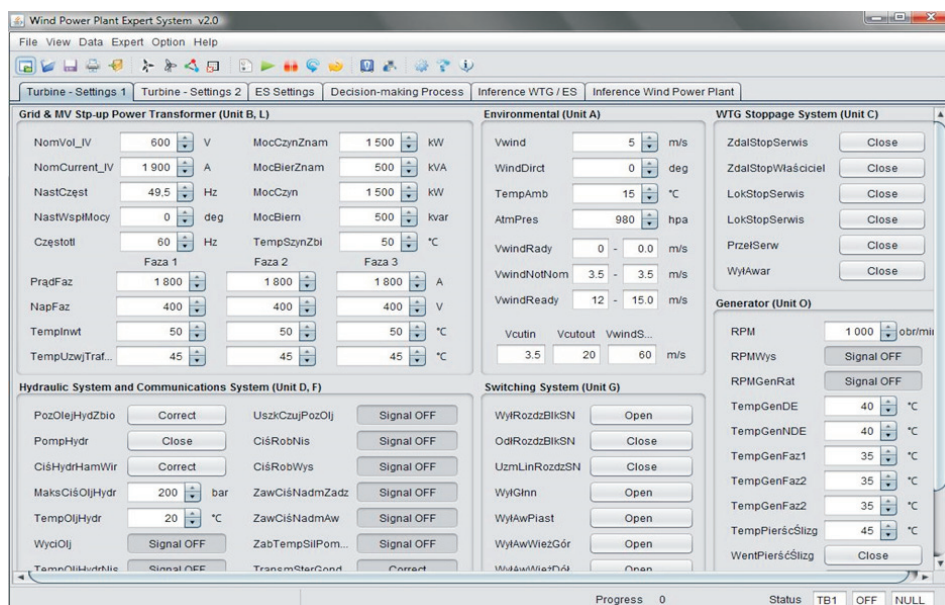 Wind Power Plant Expert System v2.0
File View Data Expert Option Help
Turbine - Settings 1 Turbine - Settings 2 ES Settings Decision-making Process Inference WTG / ES Inference Wind Power Plant
Grid & MV Stp-up Power Transformer (Unit B, L)
NomVol_IV 600 V MocCzynZnam 1 500 kW
NomCurrent_IV 1 900 A MocBierZnam 500 kVA
NastCzęst 49,5 Hz MocCzyn 1 500 kW
NastWspłMocy 0 deg MocBiern 500 kvar
Częstotl 60 Hz TempSzynZbi 50 °C
Faza 1 Faza 2 Faza 3
PrądFaz 1 800 1 800 1 800 A
NapFaz 400 400 400 V
TempInwt 50 50 50 °C
TempUzwjTraf... 45 45 45 °C
Environmental (Unit A)
Vwind 5 m/s
WindDirct 0 deg
TempAmb 15 °C
AtmPres 980 hpa
VwindRady 0 - 0.0 m/s
VwindNotNom 3.5 - 3.5 m/s
VwindReady 12 - 15.0 m/s
Vcutin Vcutout VwindS...
3.5 20 60 m/s
WTG Stoppage System (Unit C)
ZdalStopSerwis Close
ZdalStopWłaściciel Close
LokStopSerwis Close
LokStopSerwis Close
PrzełSerw Close
WyłAwar Close
Hydraulic System and Communications System (Unit D, F)
PozOlejHydZbio Correct UszkCzujPozOlj Signal OFF
PompHydr Close CiśRobNis Signal OFF
CiśHydrHamWir Correct CiśRobWys Signal OFF
MaksCiśOljHydr 200 bar ZawCiśNadmZadz Signal OFF
TempOljHydr 20 °C ZawCiśNadmAw Signal OFF
WyciOlj Signal OFF ZabTempSilPom... Signal OFF
TempOljHydrNis Signal OFF TransmSterGond Correct
Switching System (Unit G)
WyłRozdzBlkSN Open
OdłRozdzBlkSN Close
UzmLinRozdzSN Close
WyłGłnn Open
WyłAwPiast Open
WyłAwWieżGór Open
WyłAwWieżDół Open
Generator (Unit O)
RPM 1 000 obr/min
RPMWys Signal OFF
RPMGenRat Signal OFF
TempGenDE 40 °C
TempGenNDE 40 °C
TempGenFaz1 35 °C
TempGenFaz2 35 °C
TempGenFaz2 35 °C
TempPierścŚlizg 45 °C
WentPierśćŚlizg Close
Progress 0 Status TB1 OFF NULL